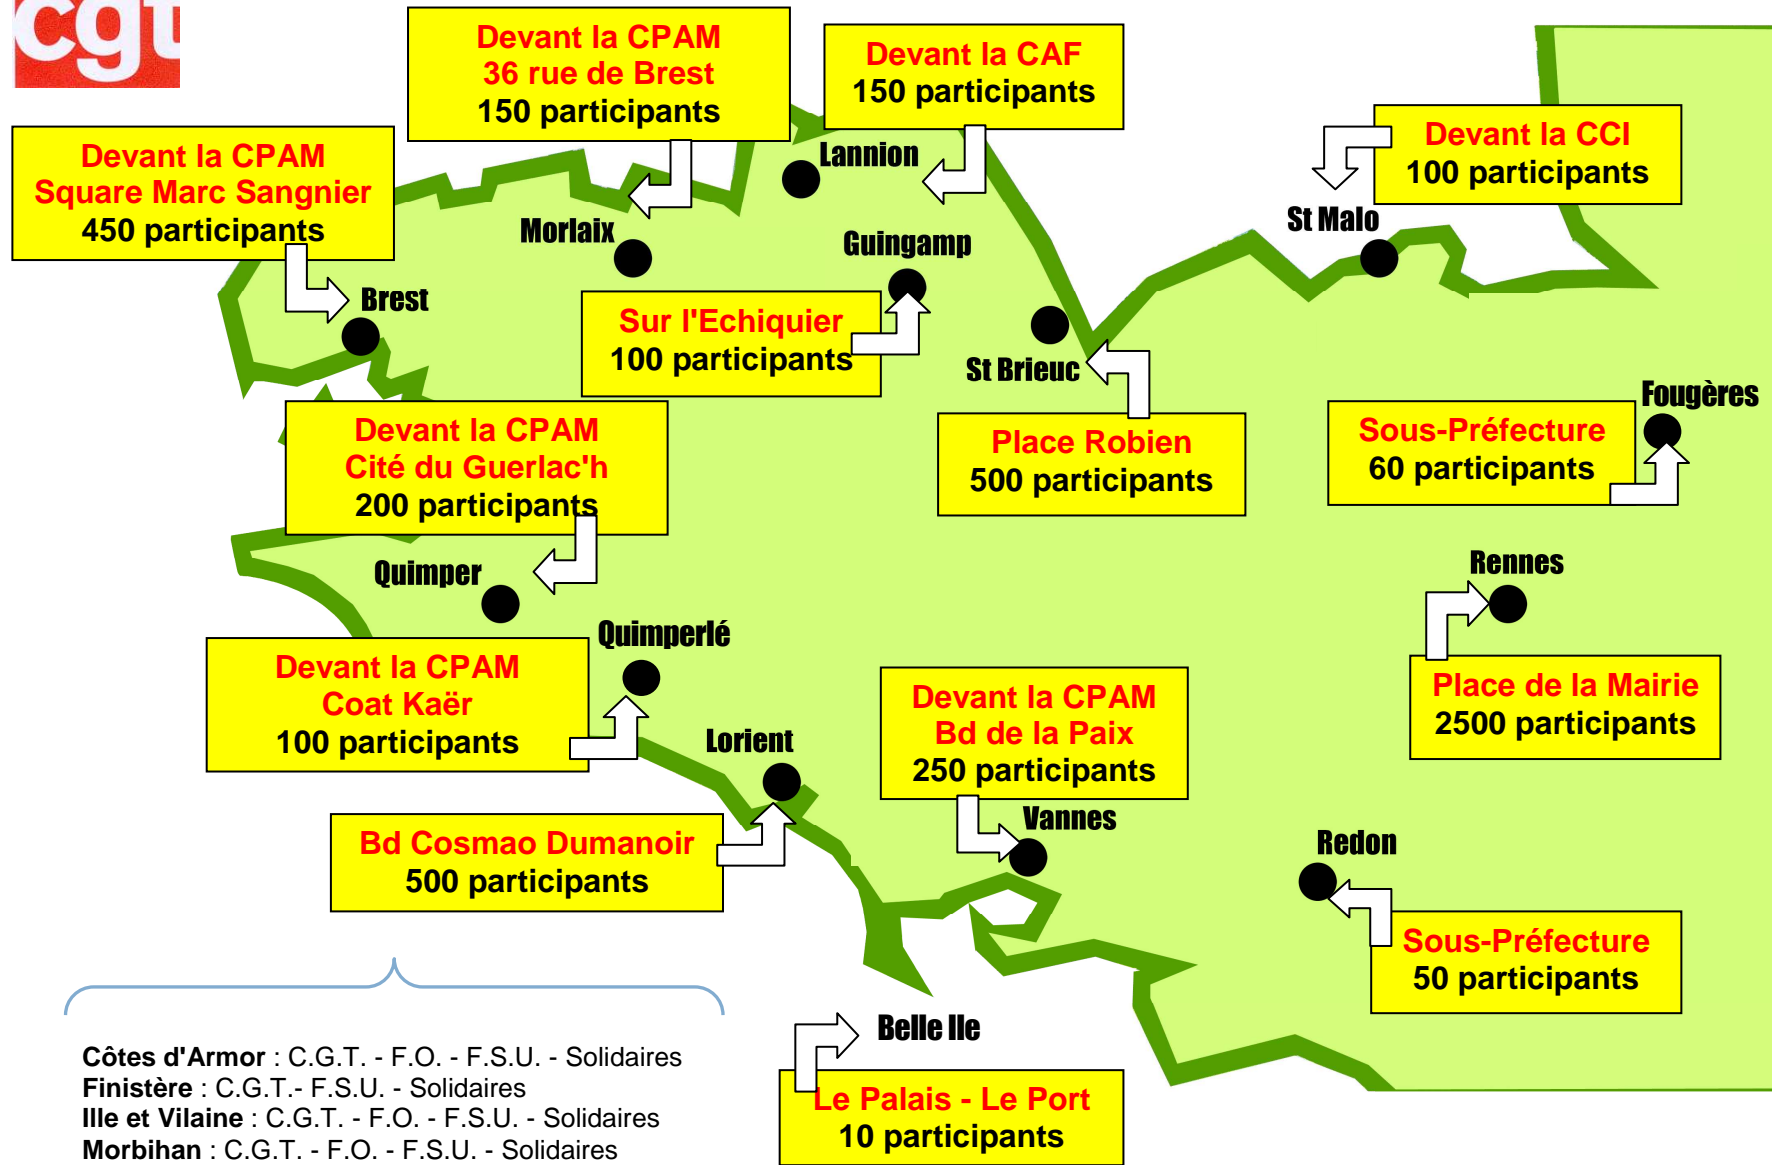 cgt
Devant la CPAM
36 rue de Brest
150 participants
Devant la CAF
150 participants
Devant la CCI
100 participants
Devant la CPAM
Square Marc Sangnier
450 participants
Lannion
St Malo
Morlaix
Guingamp
Brest
Sur l'Echiquier
100 participants
St Brieuc
Fougères
Devant la CPAM
Cité du Guerlac'h
200 participants
Place Robien
500 participants
Sous-Préfecture
60 participants
Quimper
Rennes
Quimperlé
Devant la CPAM
Coat Kaër
100 participants
Devant la CPAM
Bd de la Paix
250 participants
Place de la Mairie
2500 participants
Lorient
Vannes
Bd Cosmao Dumanoir
500 participants
Redon
Sous-Préfecture
50 participants
Belle Ile
Le Palais - Le Port
10 participants
Côtes d'Armor : C.G.T. - F.O. - F.S.U. - Solidaires
Finistère : C.G.T.- F.S.U. - Solidaires
Ille et Vilaine : C.G.T. - F.O. - F.S.U. - Solidaires
Morbihan : C.G.T. - F.O. - F.S.U. - Solidaires